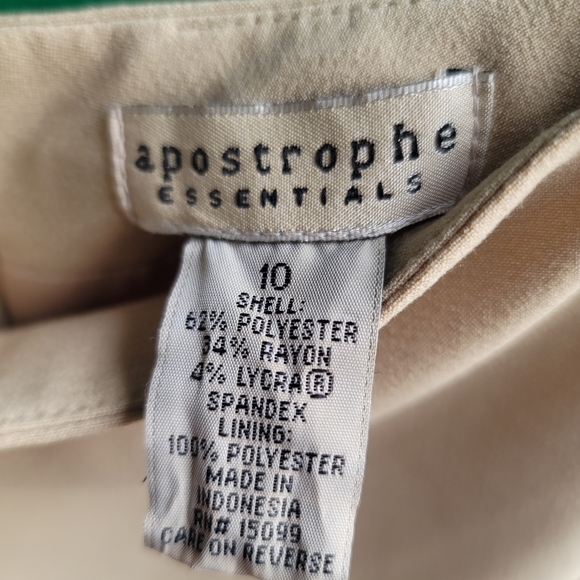 apostrophe
ESSENTIALS
10
SHELL:
62% POLYESTER
34% RAYON
4% LYCRA®
SPANDEX
LINING:
100% POLYESTER
MADE IN
INDONESIA
RN# 15099
CARE ON REVERSE